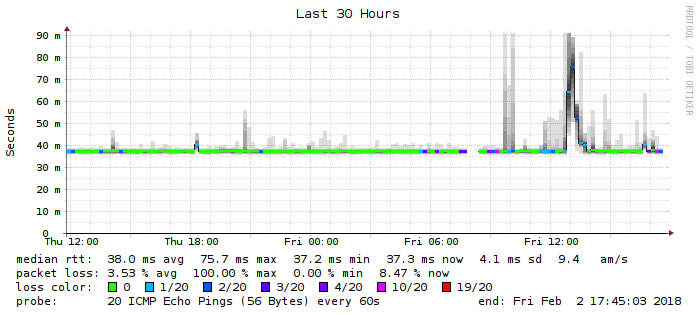 Last 30 Hours
RRDTOOL / TOBI OETIKER
Seconds
90 m
80 m
70 m
60 m
50 m
40 m
30 m
20 m
10 m
0
Thu 12:00 Thu 18:00 Fri 00:00 Fri 06:00 Fri 12:00
median rtt: 38.0 ms avg 75.7 ms max 37.2 ms min 37.3 ms now 4.1 ms sd 9.4 am/s
packet loss: 3.53 % avg 100.00 % max 0.00 % min 8.47 % now
loss color: 0 1/20 2/20 3/20 4/20 10/20 19/20
probe: 20 ICMP Echo Pings (56 Bytes) every 60s end: Fri Feb 2 17:45:03 2018